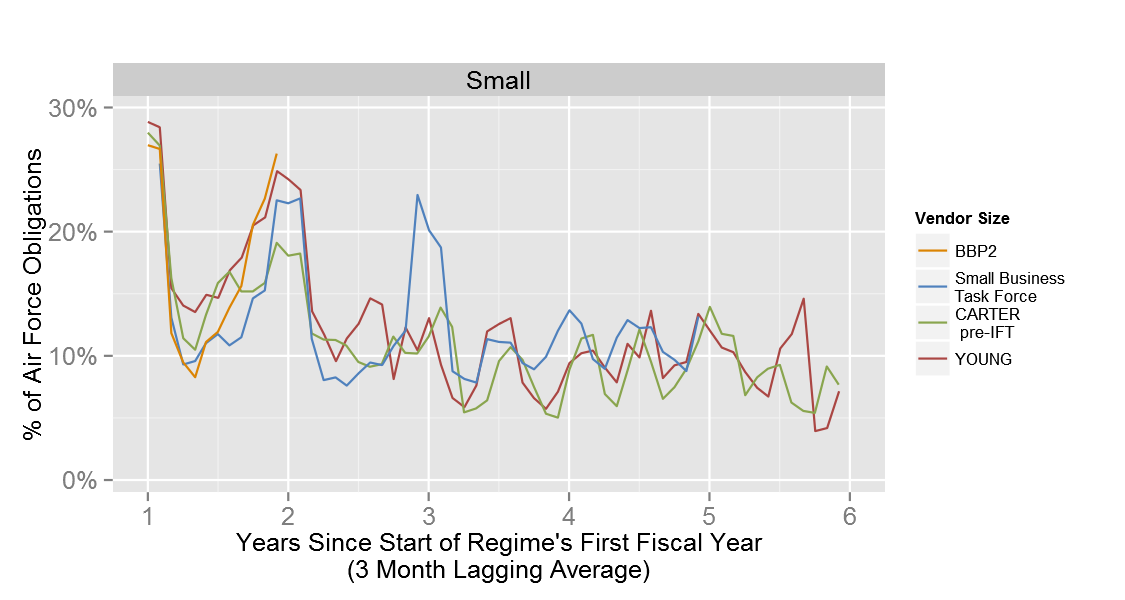 Small
30%
20%
10%
0%
% of Air Force Obligations
1 2 3 4 5 6
Years Since Start of Regime's First Fiscal Year
(3 Month Lagging Average)
Vendor Size
BBP2
Small Business
Task Force
CARTER
pre-IFT
YOUNG